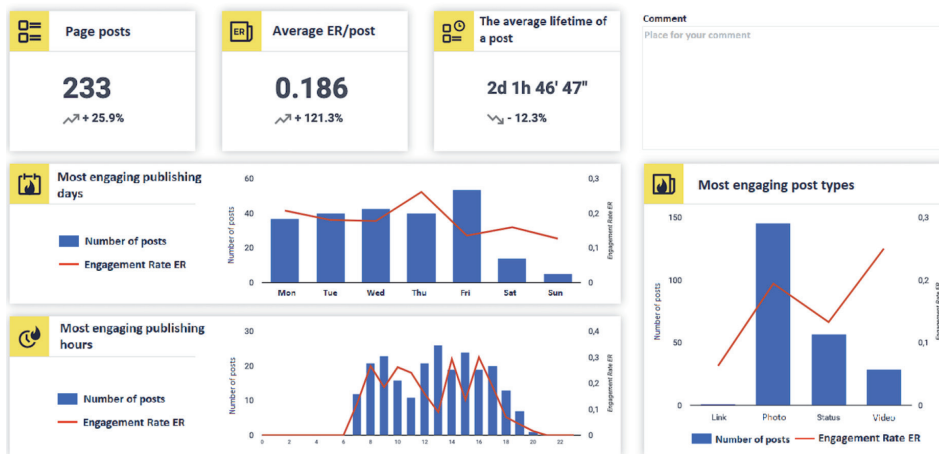 Page posts
233
+ 25.9%
ER
Average ER/post
0.186
+ 121.3%
The average lifetime of
a post
2d 1h 46' 47"
- 12.3%
Comment
Place for your comment
Most engaging publishing
days
Number of posts
Engagement Rate ER
60
40
20
0
Number of posts
0,3
0,2
0,1
0
Engagement Rate ER
Mon Tue Wed Thu Fri Sat Sun
Most engaging publishing
hours
Number of posts
Engagement Rate ER
30
20
10
0
Number of posts
0,4
0,3
0,2
0,1
0
Engagement Rate ER
0 2 4 6 8 10 12 14 16 18 20 22
Most engaging post types
150
100
50
0
Number of posts
0,3
0,2
0,1
0
Engagement Rate ER
Link Photo Status Video
Number of posts Engagement Rate ER